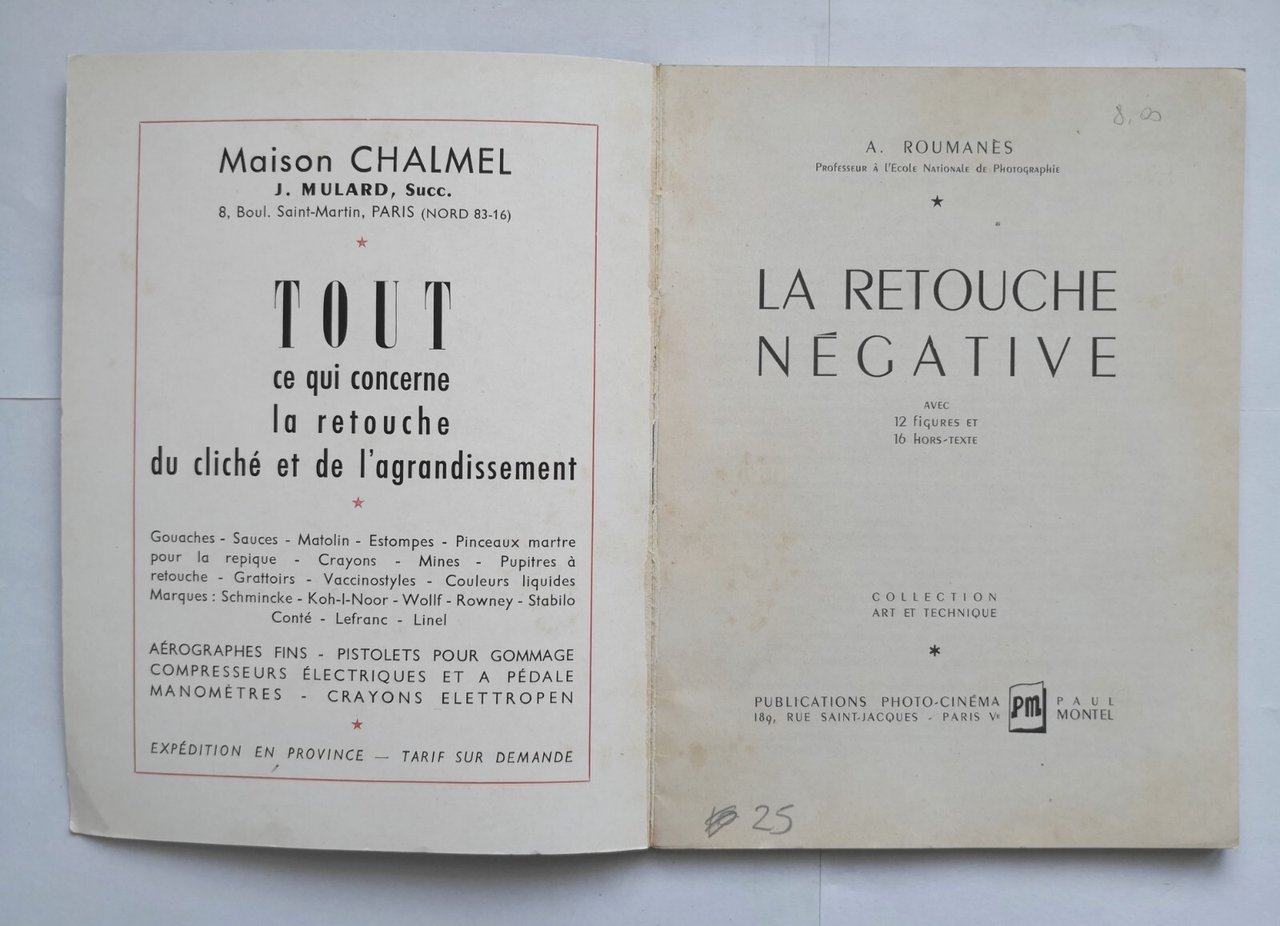 Maison CHALMEL
J. MULARD, Succ.
8, Boul. Saint-Martin, PARIS (NORD 83-16)
TOUT
ce qui concerne
la retouche
du cliché et de l'agrandissement
Gouaches - Sauces - Matolin - Estompes - Pinceaux martre
pour la repique - Crayons - Mines - Pupitres à
retouche - Grattoirs - Vaccinostyles - Couleurs liquides
Marques : Schmincke - Koh-I-Noor - Wollf - Rowney - Stabilo
Conté - Lefranc - Linel
AÉROGRAPHES FINS - PISTOLETS POUR GOMMAGE
COMPRESSEURS ÉLECTRIQUES ET A PÉDALE
MANOMÈTRES - CRAYONS ELETTROPEN
EXPÉDITION EN PROVINCE — TARIF SUR DEMANDE
8,00
A. ROUMANÈS
Professeur à l'Ecole Nationale de Photographie
LA RETOUCHE
NÉGATIVE
AVEC
12 figures et
16 hors-texte
COLLECTION
ART ET TECHNIQUE
PUBLICATIONS PHOTO-CINÉMA
189, RUE SAINT-JACQUES - PARIS Ve
pm
PAUL
MONTEL
25